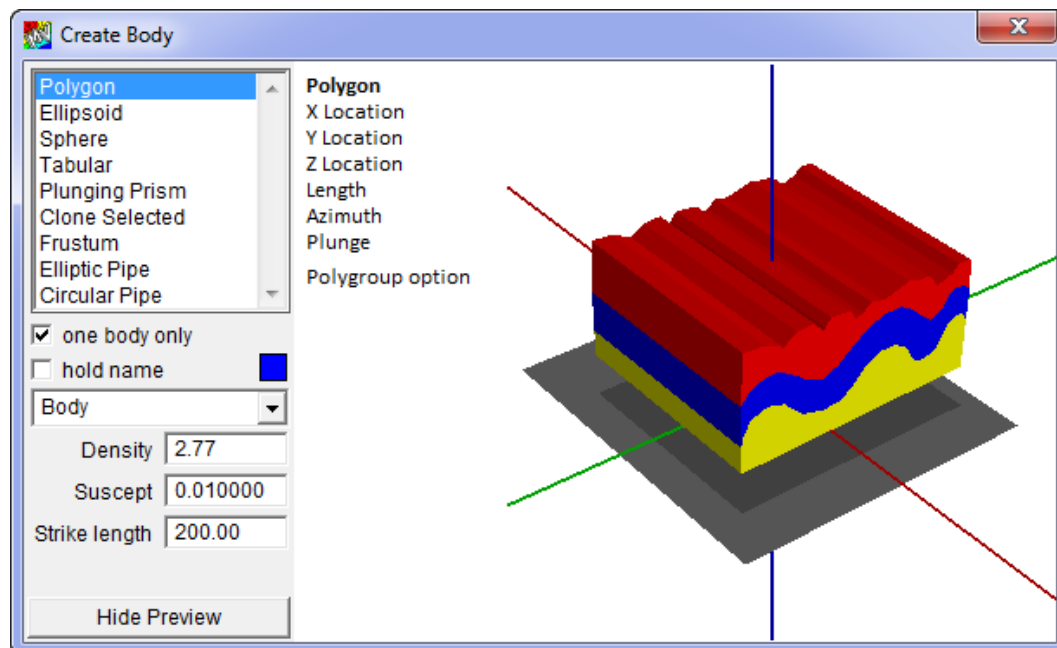 Create Body
Polygon
Ellipsoid
Sphere
Tabular
Plunging Prism
Clone Selected
Frustum
Elliptic Pipe
Circular Pipe
one body only
hold name
Body
Density 2.77
Suscept 0.010000
Strike length 200.00
Hide Preview
Polygon
X Location
Y Location
Z Location
Length
Azimuth
Plunge
Polygroup option